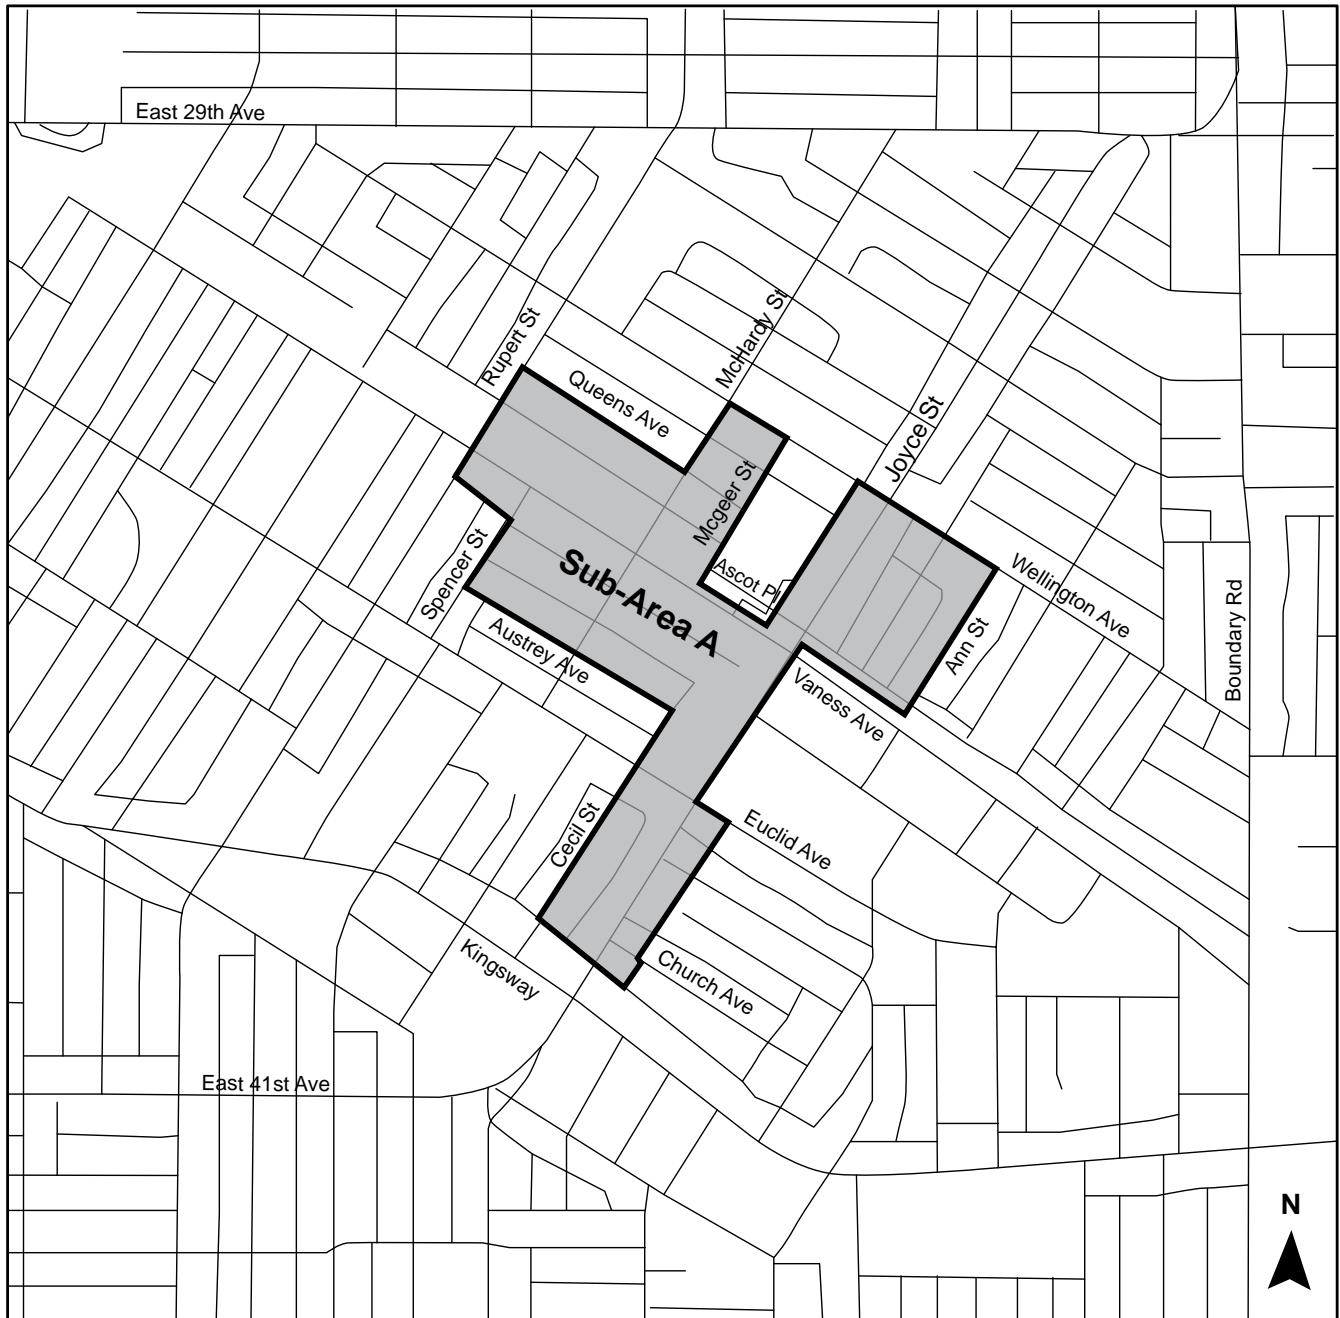 East 29th Ave
McHardy St
Rupert St
Queens Ave
Joyce St
Mcgeer St
Spencer St
Sub-Area A
Ascot Pl
Wellington Ave
Boundary Rd
Ann St
Austrey Ave
Vaness Ave
Cecil St
Euclid Ave
Kingsway
Church Ave
East 41st Ave
N